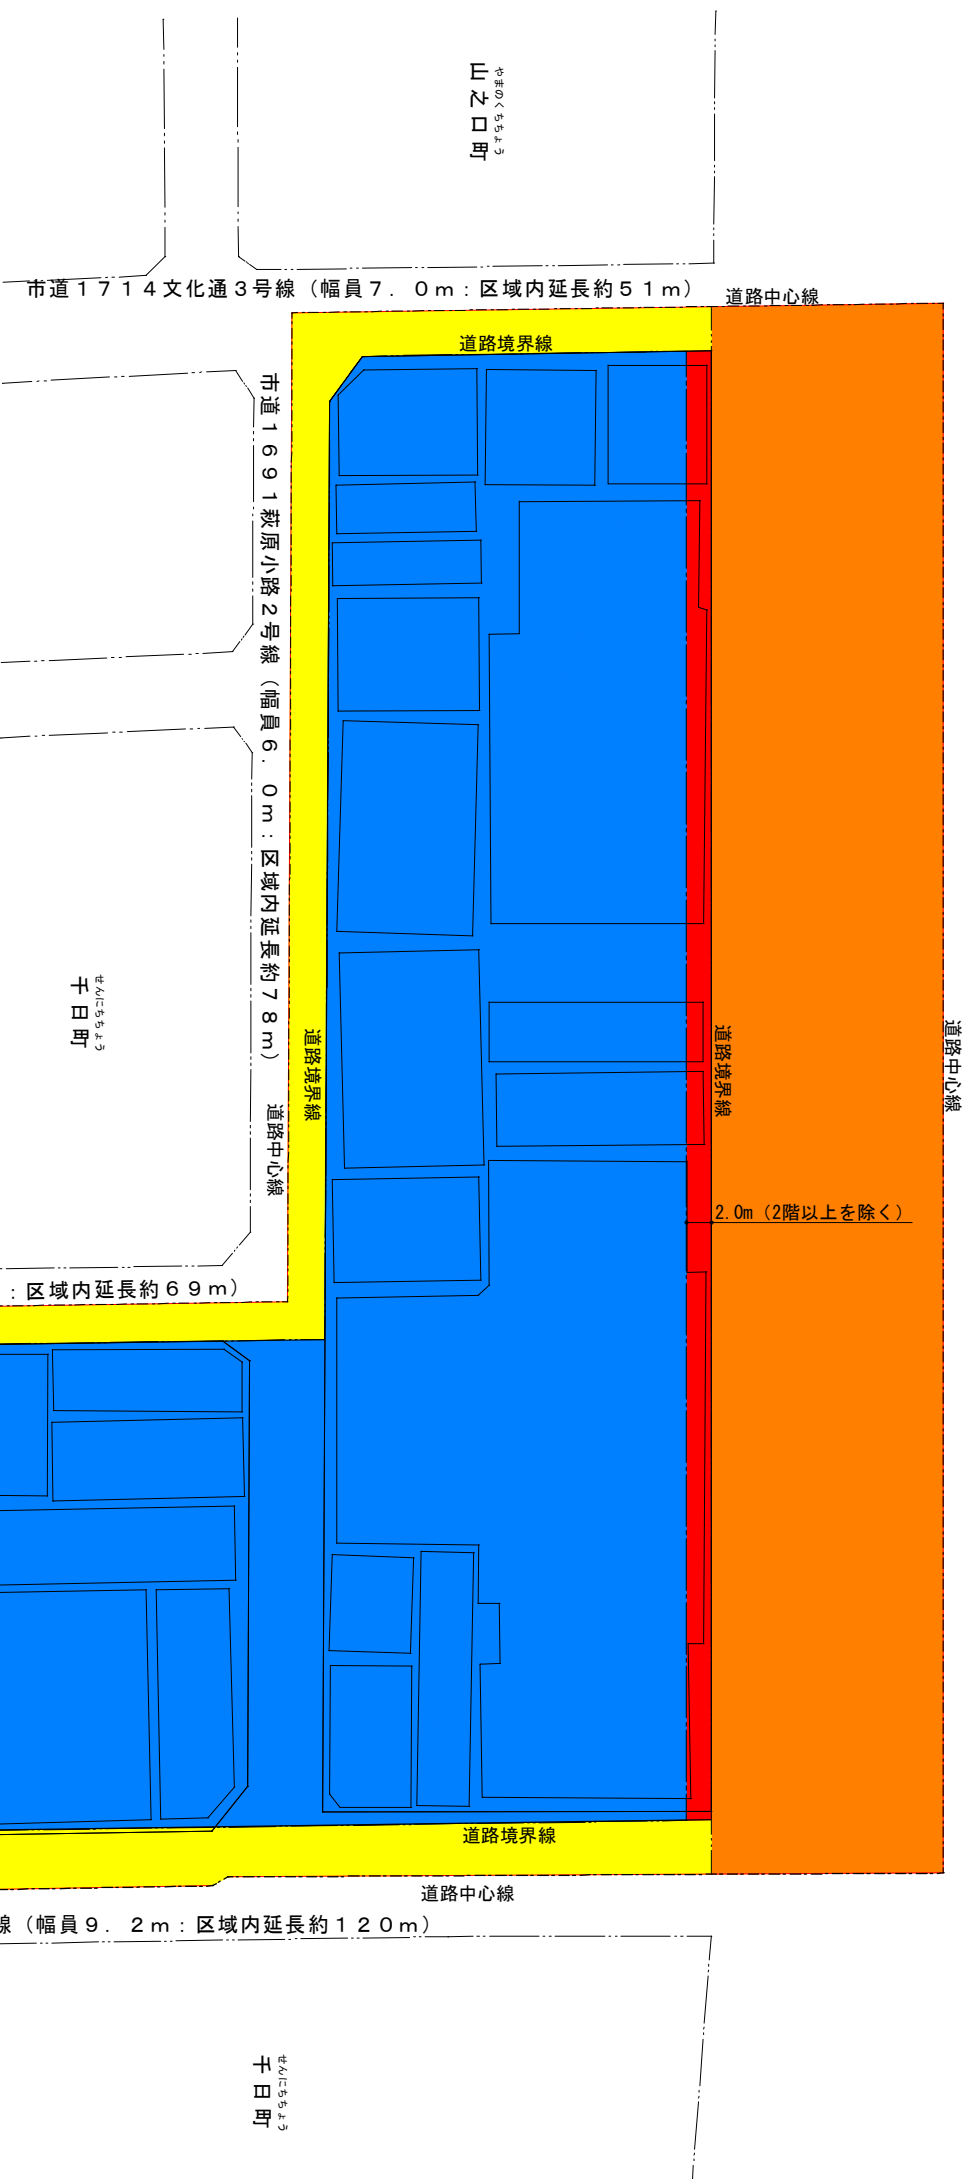 やまのくちちょう
山之口町
市道1714文化通3号線（幅員7．0m：区域内延長約51m）
道路中心線
道路境界線
市道1691萩原小路2号線（幅員6．0m：区域内延長約78m）
せんにちちょう
千日町
道路境界線
道路中心線
道路境界線
道路中心線
2.0m（2階以上を除く）
：区域内延長約69m）
道路境界線
道路中心線
線（幅員9．2m：区域内延長約120m）
せんにちちょう
千日町